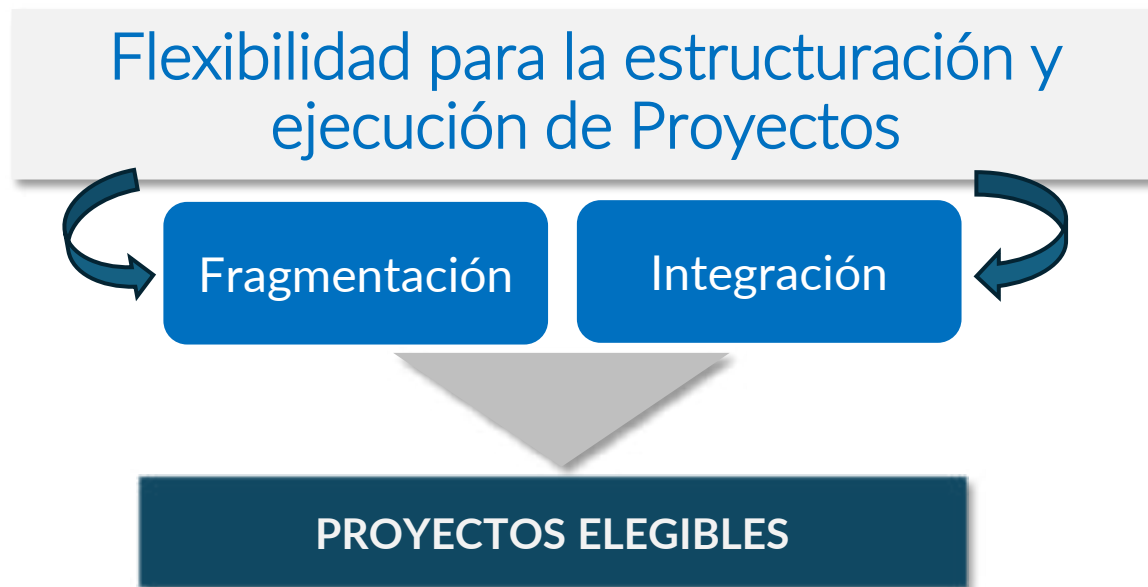 Flexibilidad para la estructuración y
ejecución de Proyectos
Fragmentación
Integración
PROYECTOS ELEGIBLES